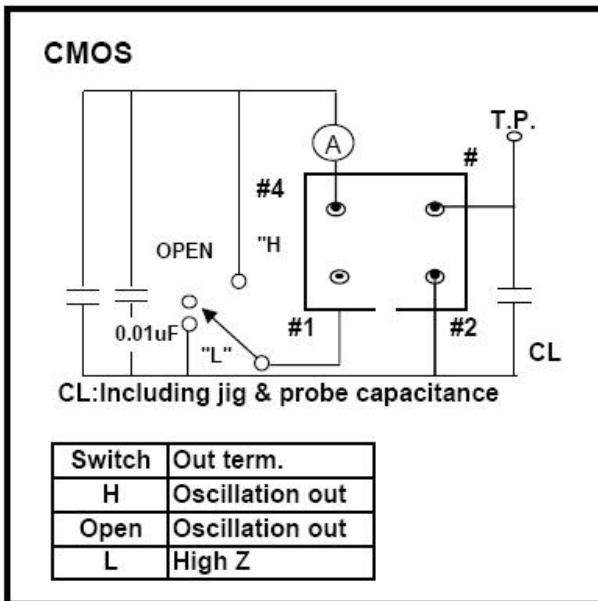 CMOS
T.P.
A
#
#4
OPEN
"H
0.01uF
"L"
#1
#2
CL
CL:Including jig & probe capacitance
Switch Out term.
H Oscillation out
Open Oscillation out
L High Z